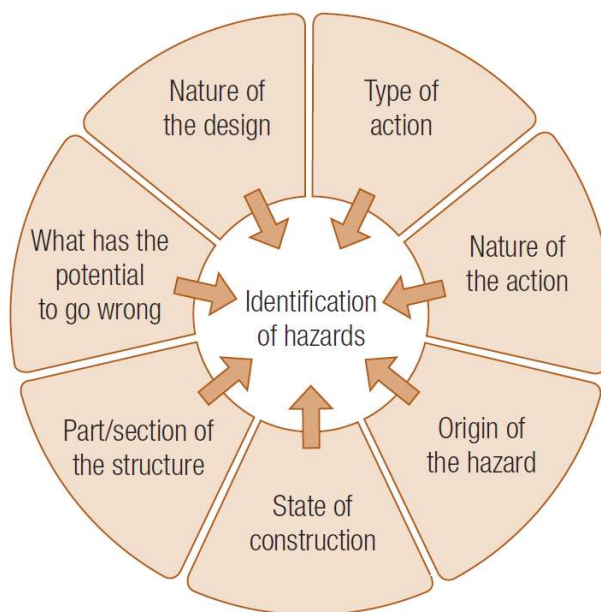 Nature of
the design
Type of
action
What has the
potential
to go wrong
Identification
of hazards
Nature of
the action
Part/section of
the structure
Origin of
the hazard
State of
construction